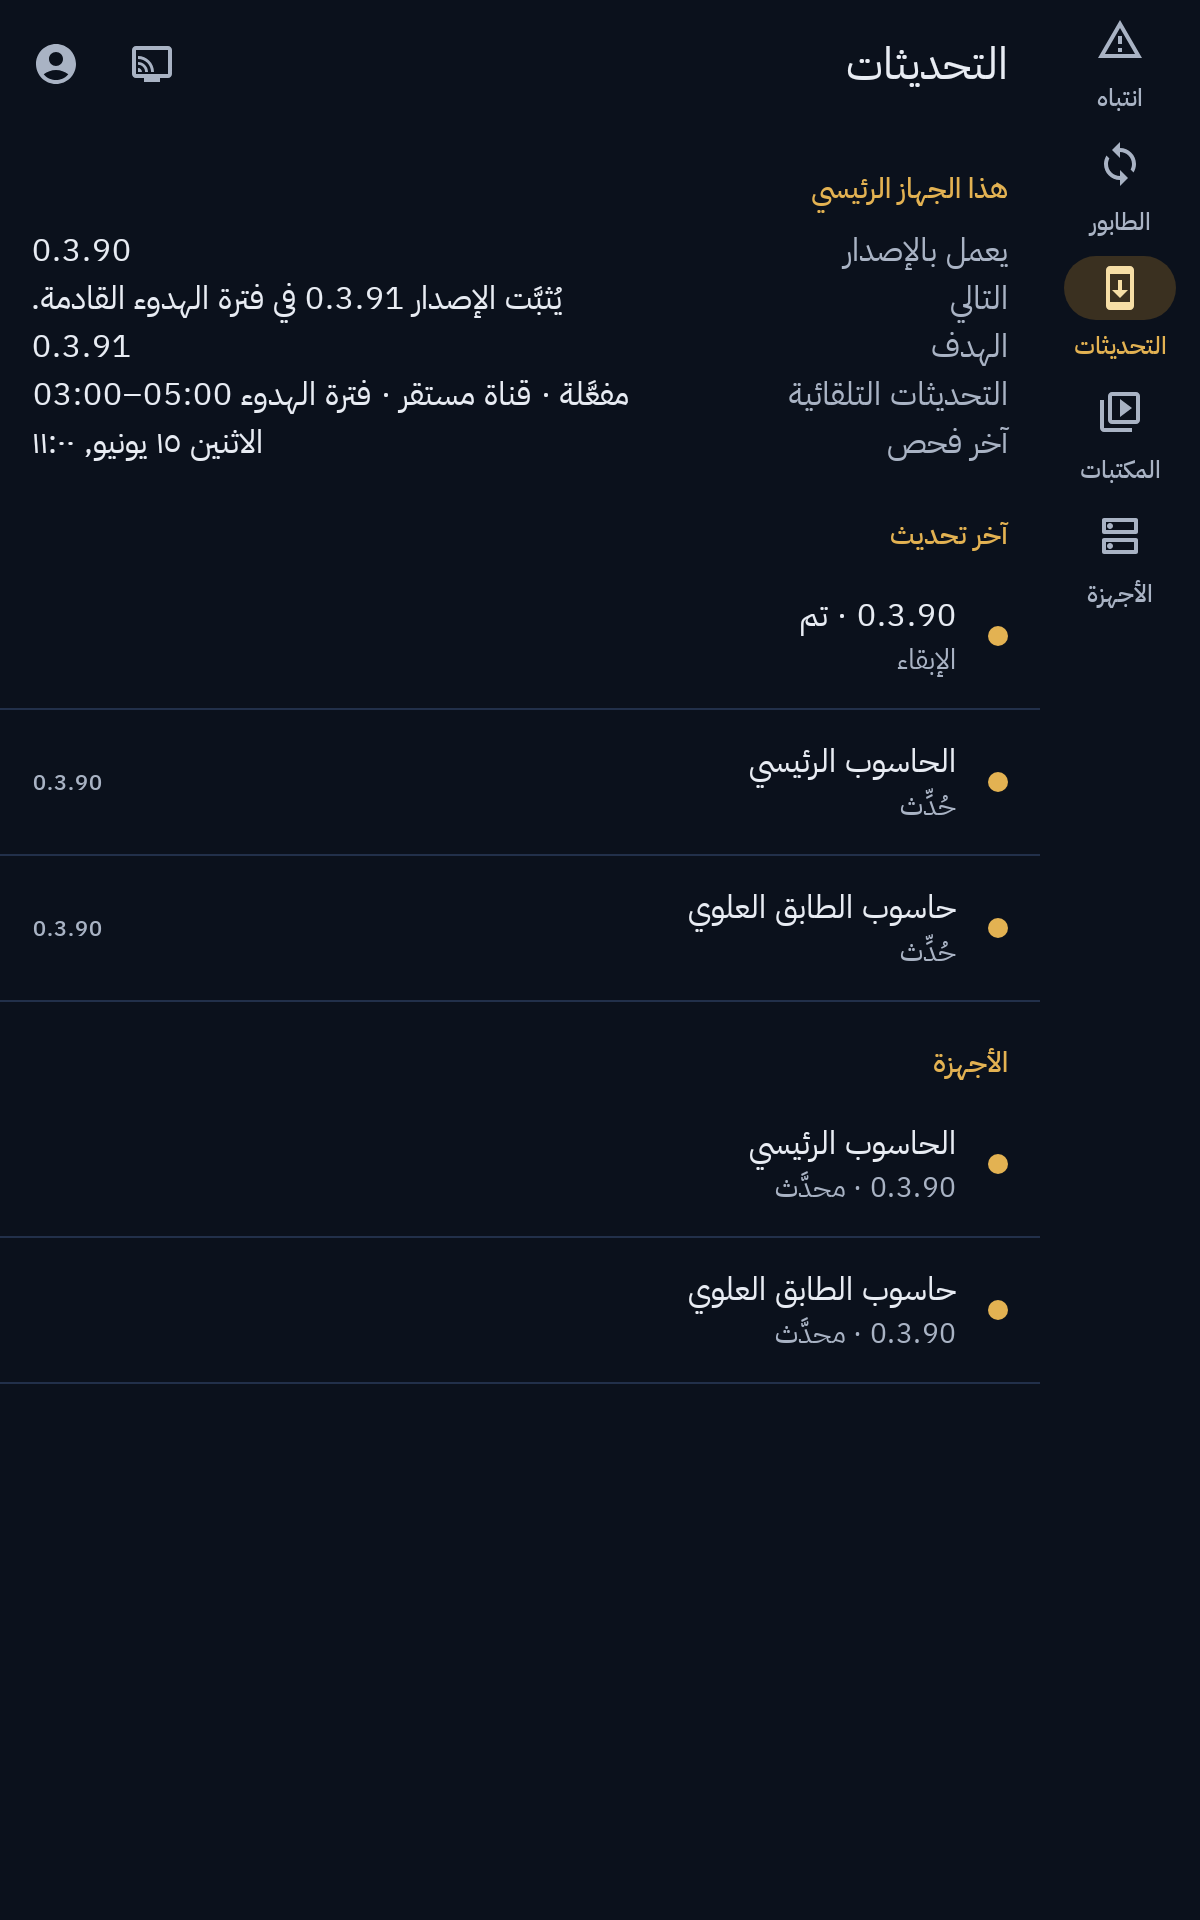 التحديثات
انتباه
الطابور
التحديثات
المكتبات
الأجهزة
هذا الجهاز الرئيسي
يعمل بالإصدار 0.3.90
التالي يُثبَّت الإصدار 0.3.91 في فترة الهدوء القادمة.
الهدف 0.3.91
التحديثات التلقائية مفعَّلة · قناة مستقر · فترة الهدوء 03:00–05:00
آخر فحص الاثنين ١٥ يونيو, ١١:٠٠
آخر تحديث
0.3.90 · تم
الإبقاء
الحاسوب الرئيسي 0.3.90
حُدِّث
حاسوب الطابق العلوي 0.3.90
حُدِّث
الأجهزة
الحاسوب الرئيسي
0.3.90 · محدَّث
حاسوب الطابق العلوي
0.3.90 · محدَّث